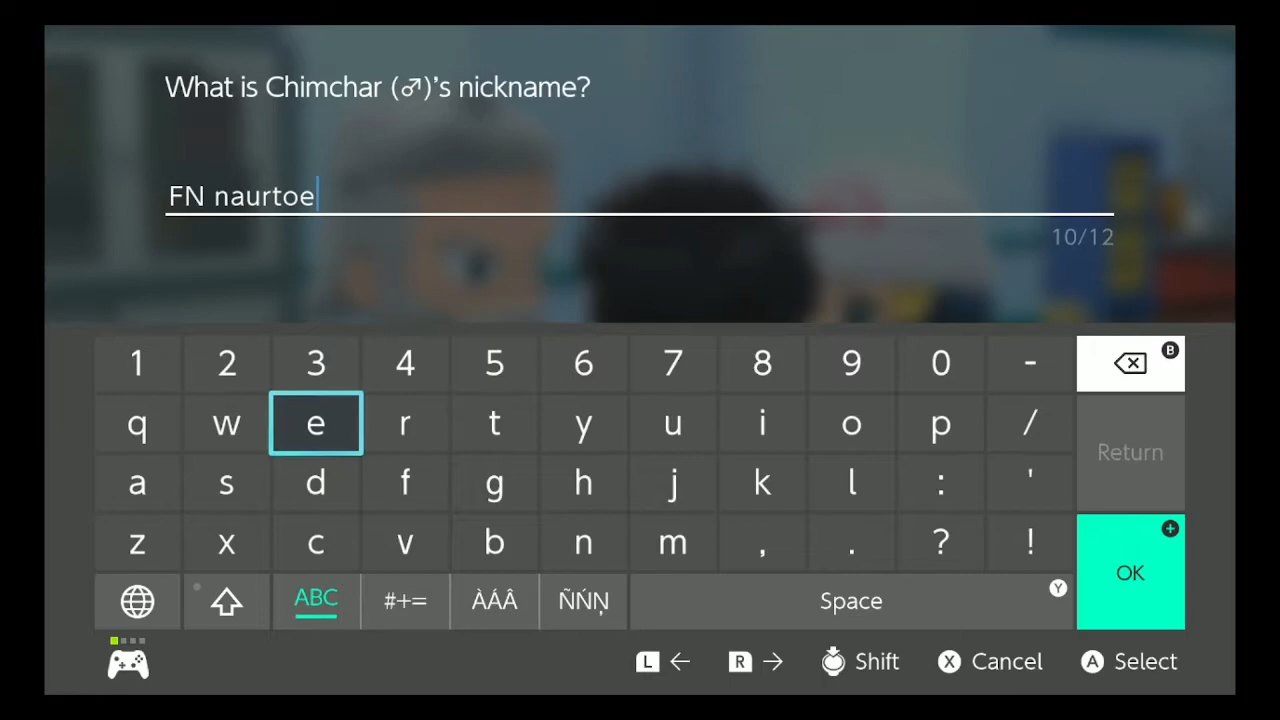 What is Chimchar (♂)'s nickname?
FN naurtoe
10/12
1 2 3 4 5 6 7 8 9 0 - B
q w e r t y u i o p /
Return
a s d f g h j k l : '
z x c v b n m , . ? ! +
OK
ABC #+= ÀÁÂ ÑŃŅ Space Y
L ← R → Shift X Cancel A Select